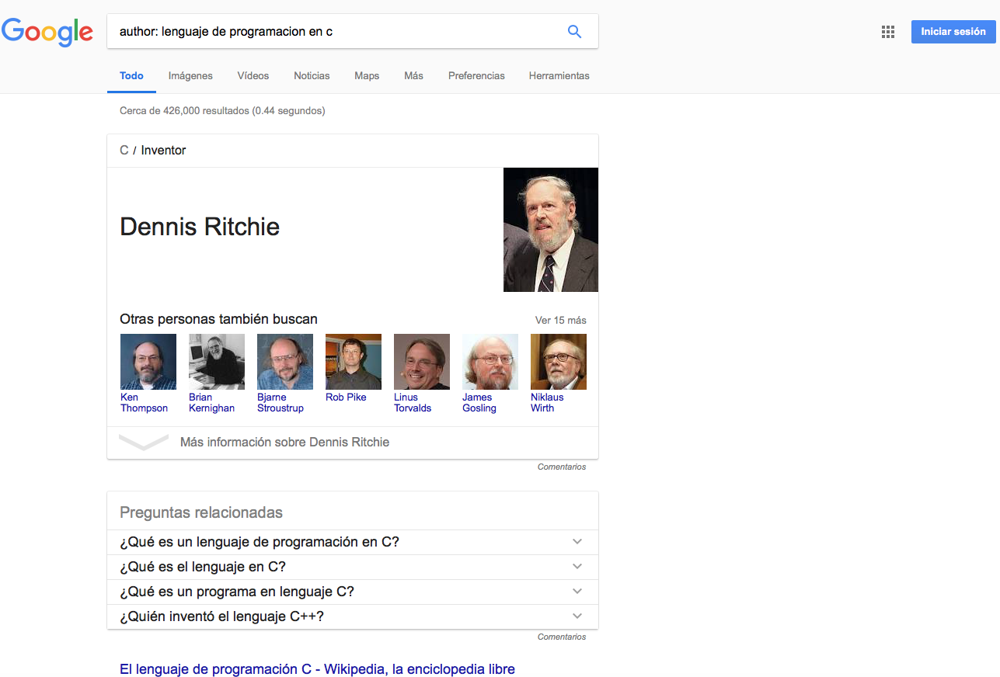 Google
author: lenguaje de programacion en c
Iniciar sesión
Todo Imágenes Vídeos Noticias Maps Más Preferencias Herramientas
Cerca de 426,000 resultados (0.44 segundos)
C / Inventor
Dennis Ritchie
Otras personas también buscan
Ver 15 más
Ken Thompson
Brian Kernighan
Bjarne Stroustrup
Rob Pike
Linus Torvalds
James Gosling
Niklaus Wirth
Más información sobre Dennis Ritchie
Comentarios
Preguntas relacionadas
¿Qué es un lenguaje de programación en C?
¿Qué es el lenguaje en C?
¿Qué es un programa en lenguaje C?
¿Quién inventó el lenguaje C++?
Comentarios
El lenguaje de programación C - Wikipedia, la enciclopedia libre